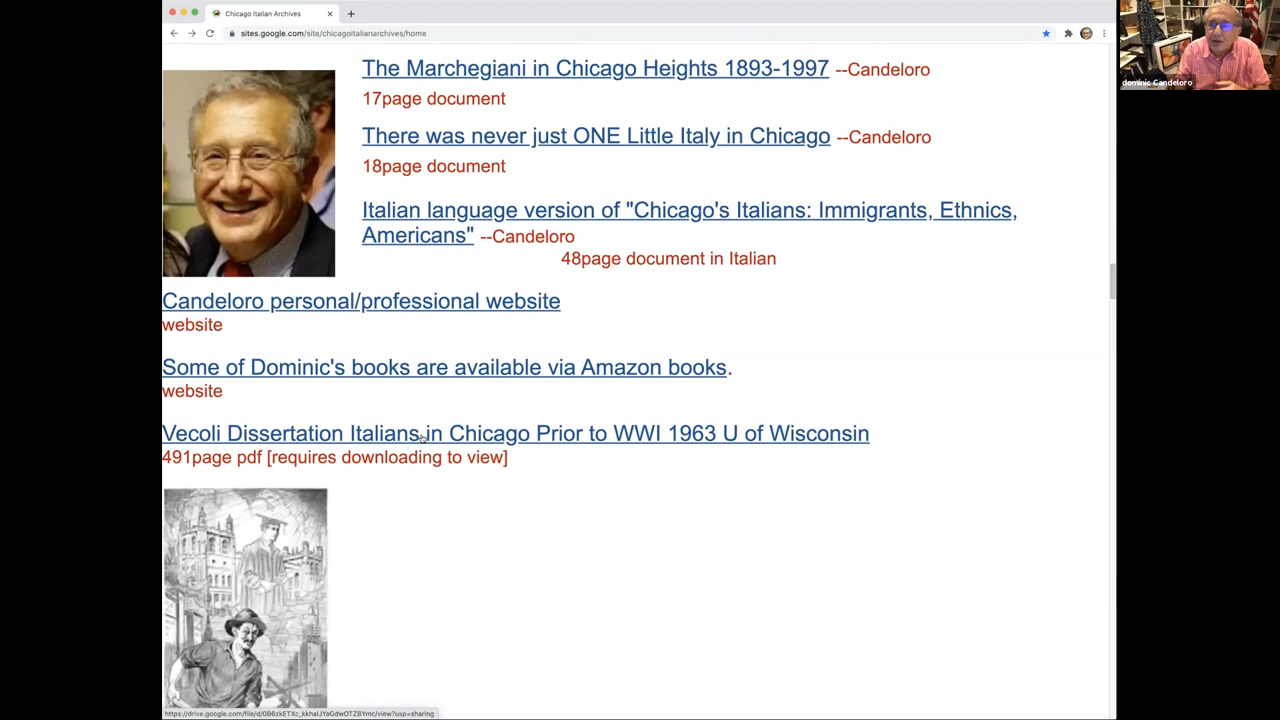 Chicago Italian Archives
sites.google.com/site/chicagoitalianarchives/home
dominic Candeloro
The Marchegiani in Chicago Heights 1893-1997 --Candeloro
17page document
There was never just ONE Little Italy in Chicago --Candeloro
18page document
Italian language version of "Chicago's Italians: Immigrants, Ethnics,
Americans" --Candeloro
48page document in Italian
Candeloro personal/professional website
website
Some of Dominic's books are available via Amazon books.
website
Vecoli Dissertation Italians in Chicago Prior to WWI 1963 U of Wisconsin
491page pdf [requires downloading to view]